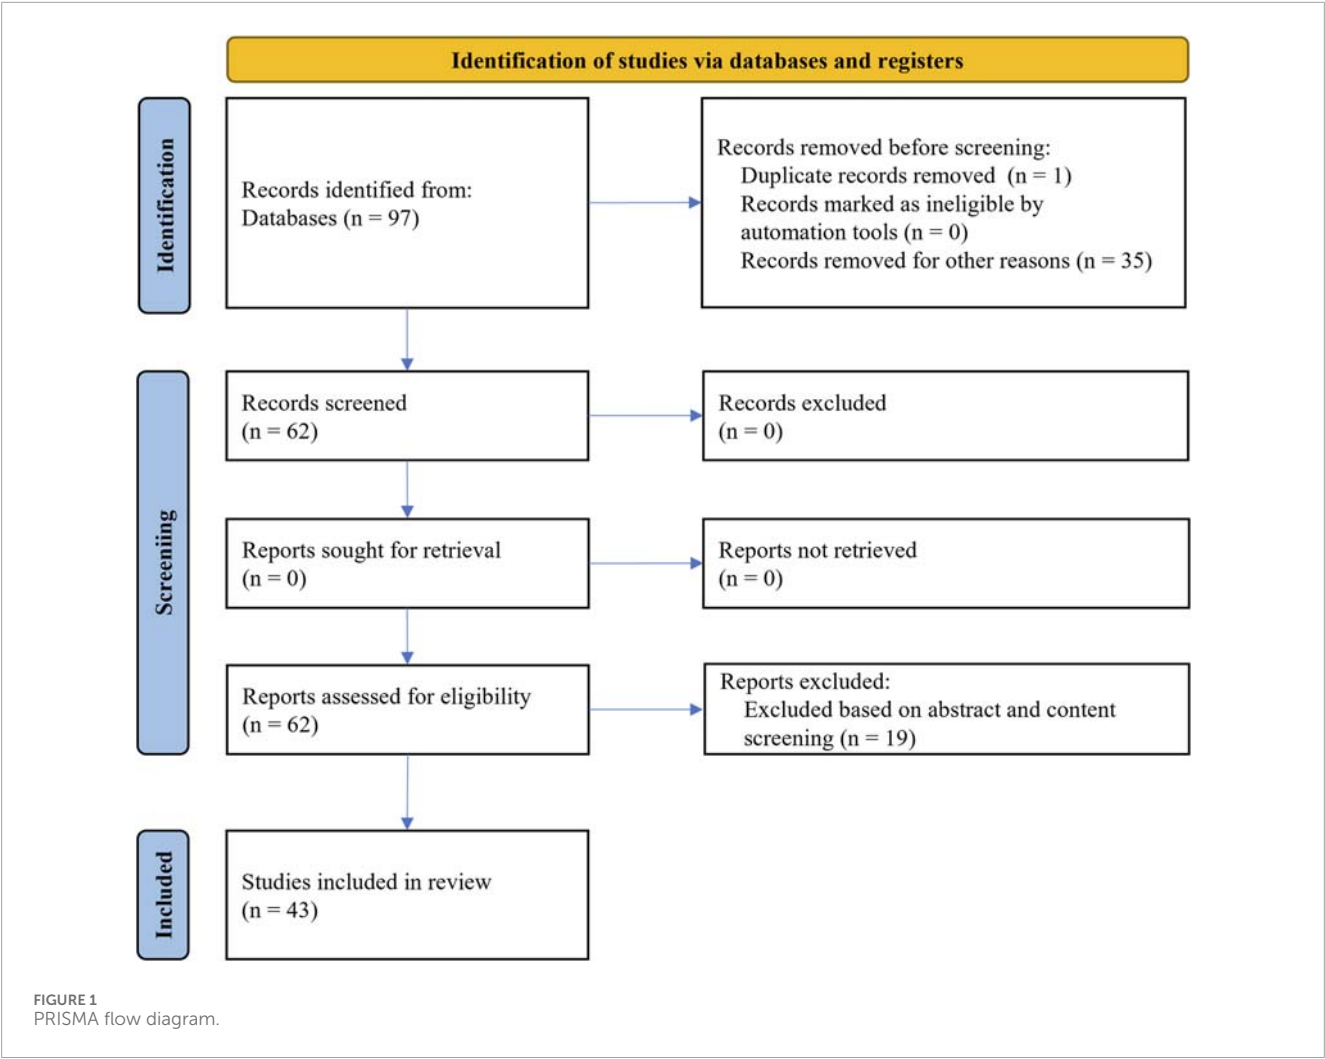 Identification of studies via databases and registers
Identification
Records identified from:
Databases (n = 97)
Records removed before screening:
Duplicate records removed (n = 1)
Records marked as ineligible by
automation tools (n = 0)
Records removed for other reasons (n = 35)
Screeniing
Records screened
(n = 62)
Records excluded
(n = 0)
Reports sought for retrieval
(n = 0)
Reports not retrieved
(n = 0)
Reports assessed for eligibility
(n = 62)
Reports excluded:
Excluded based on abstract and content
screening (n = 19)
Included
Studies included in review
(n = 43)
FIGURE 1
PRISMA flow diagram.